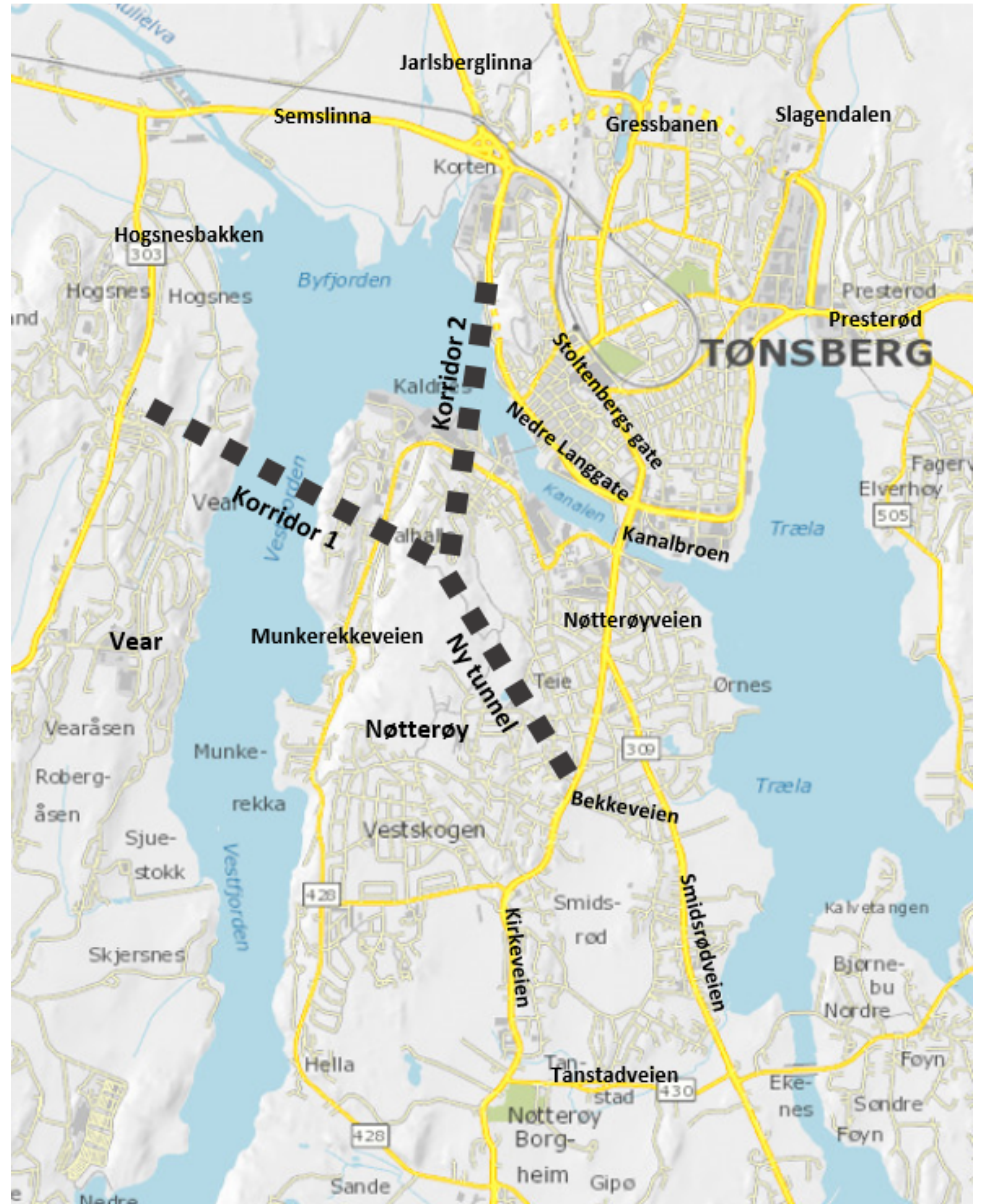 Aulielva
Jarlsberglinna
Semslinna
Gressbanen
Slagendalen
Korten
Hogsnesbakken
303
Hogsnes
Hogsnes
Byfjorden
Presterød
Presterød
TØNSBERG
Korridor 2
Stoltenbergs gate
Kaldnes
Nedre Langgate
Fagerv
Elverhøy
505
Korridor 1
Vear
Kanalen
Kanalbroen
Træla
Vear
Munkerekkeveien
Nøtterøyveien
Ny tunnel
Teie
Ørnes
Vearåsen
Nøtterøy
309
Munke-
rekka
Roberg-
åsen
Træla
Bekkeveien
Vestskogen
Sjue-
stokk
Vestfjorden
428
Smids-
rød
Smidsrødveien
Kirkeveien
Kalvetangen
Skjersnes
Bjørne-
bu
Nordre
Føyn
Hella
Tan-
stad
Tanstadveien
430
Eke-
nes
Søndre
Føyn
Nøtterøy
Borg-
heim
428
Sande
Gipø
Nedre